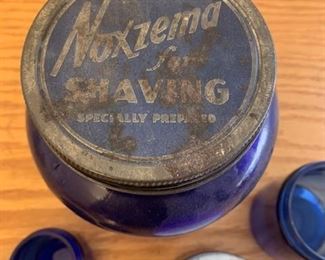 Noxzema
for
SHAVING
SPECIALLY PREPARED